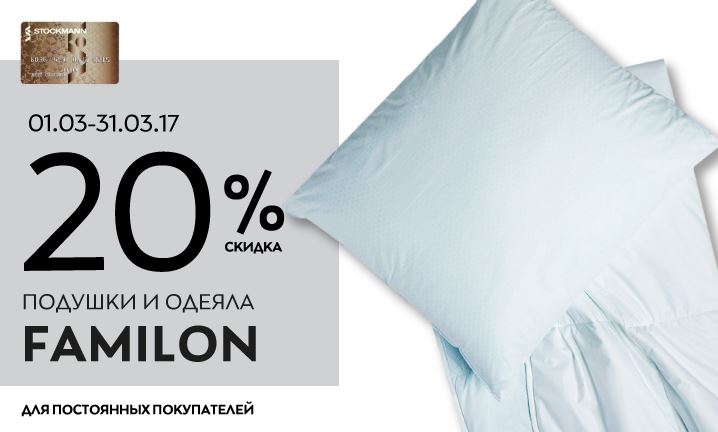 STOCKMANN
01.03-31.03.17
20%
СКИДКА
ПОДУШКИ И ОДЕЯЛА
FAMILON
ДЛЯ ПОСТОЯННЫХ ПОКУПАТЕЛЕЙ